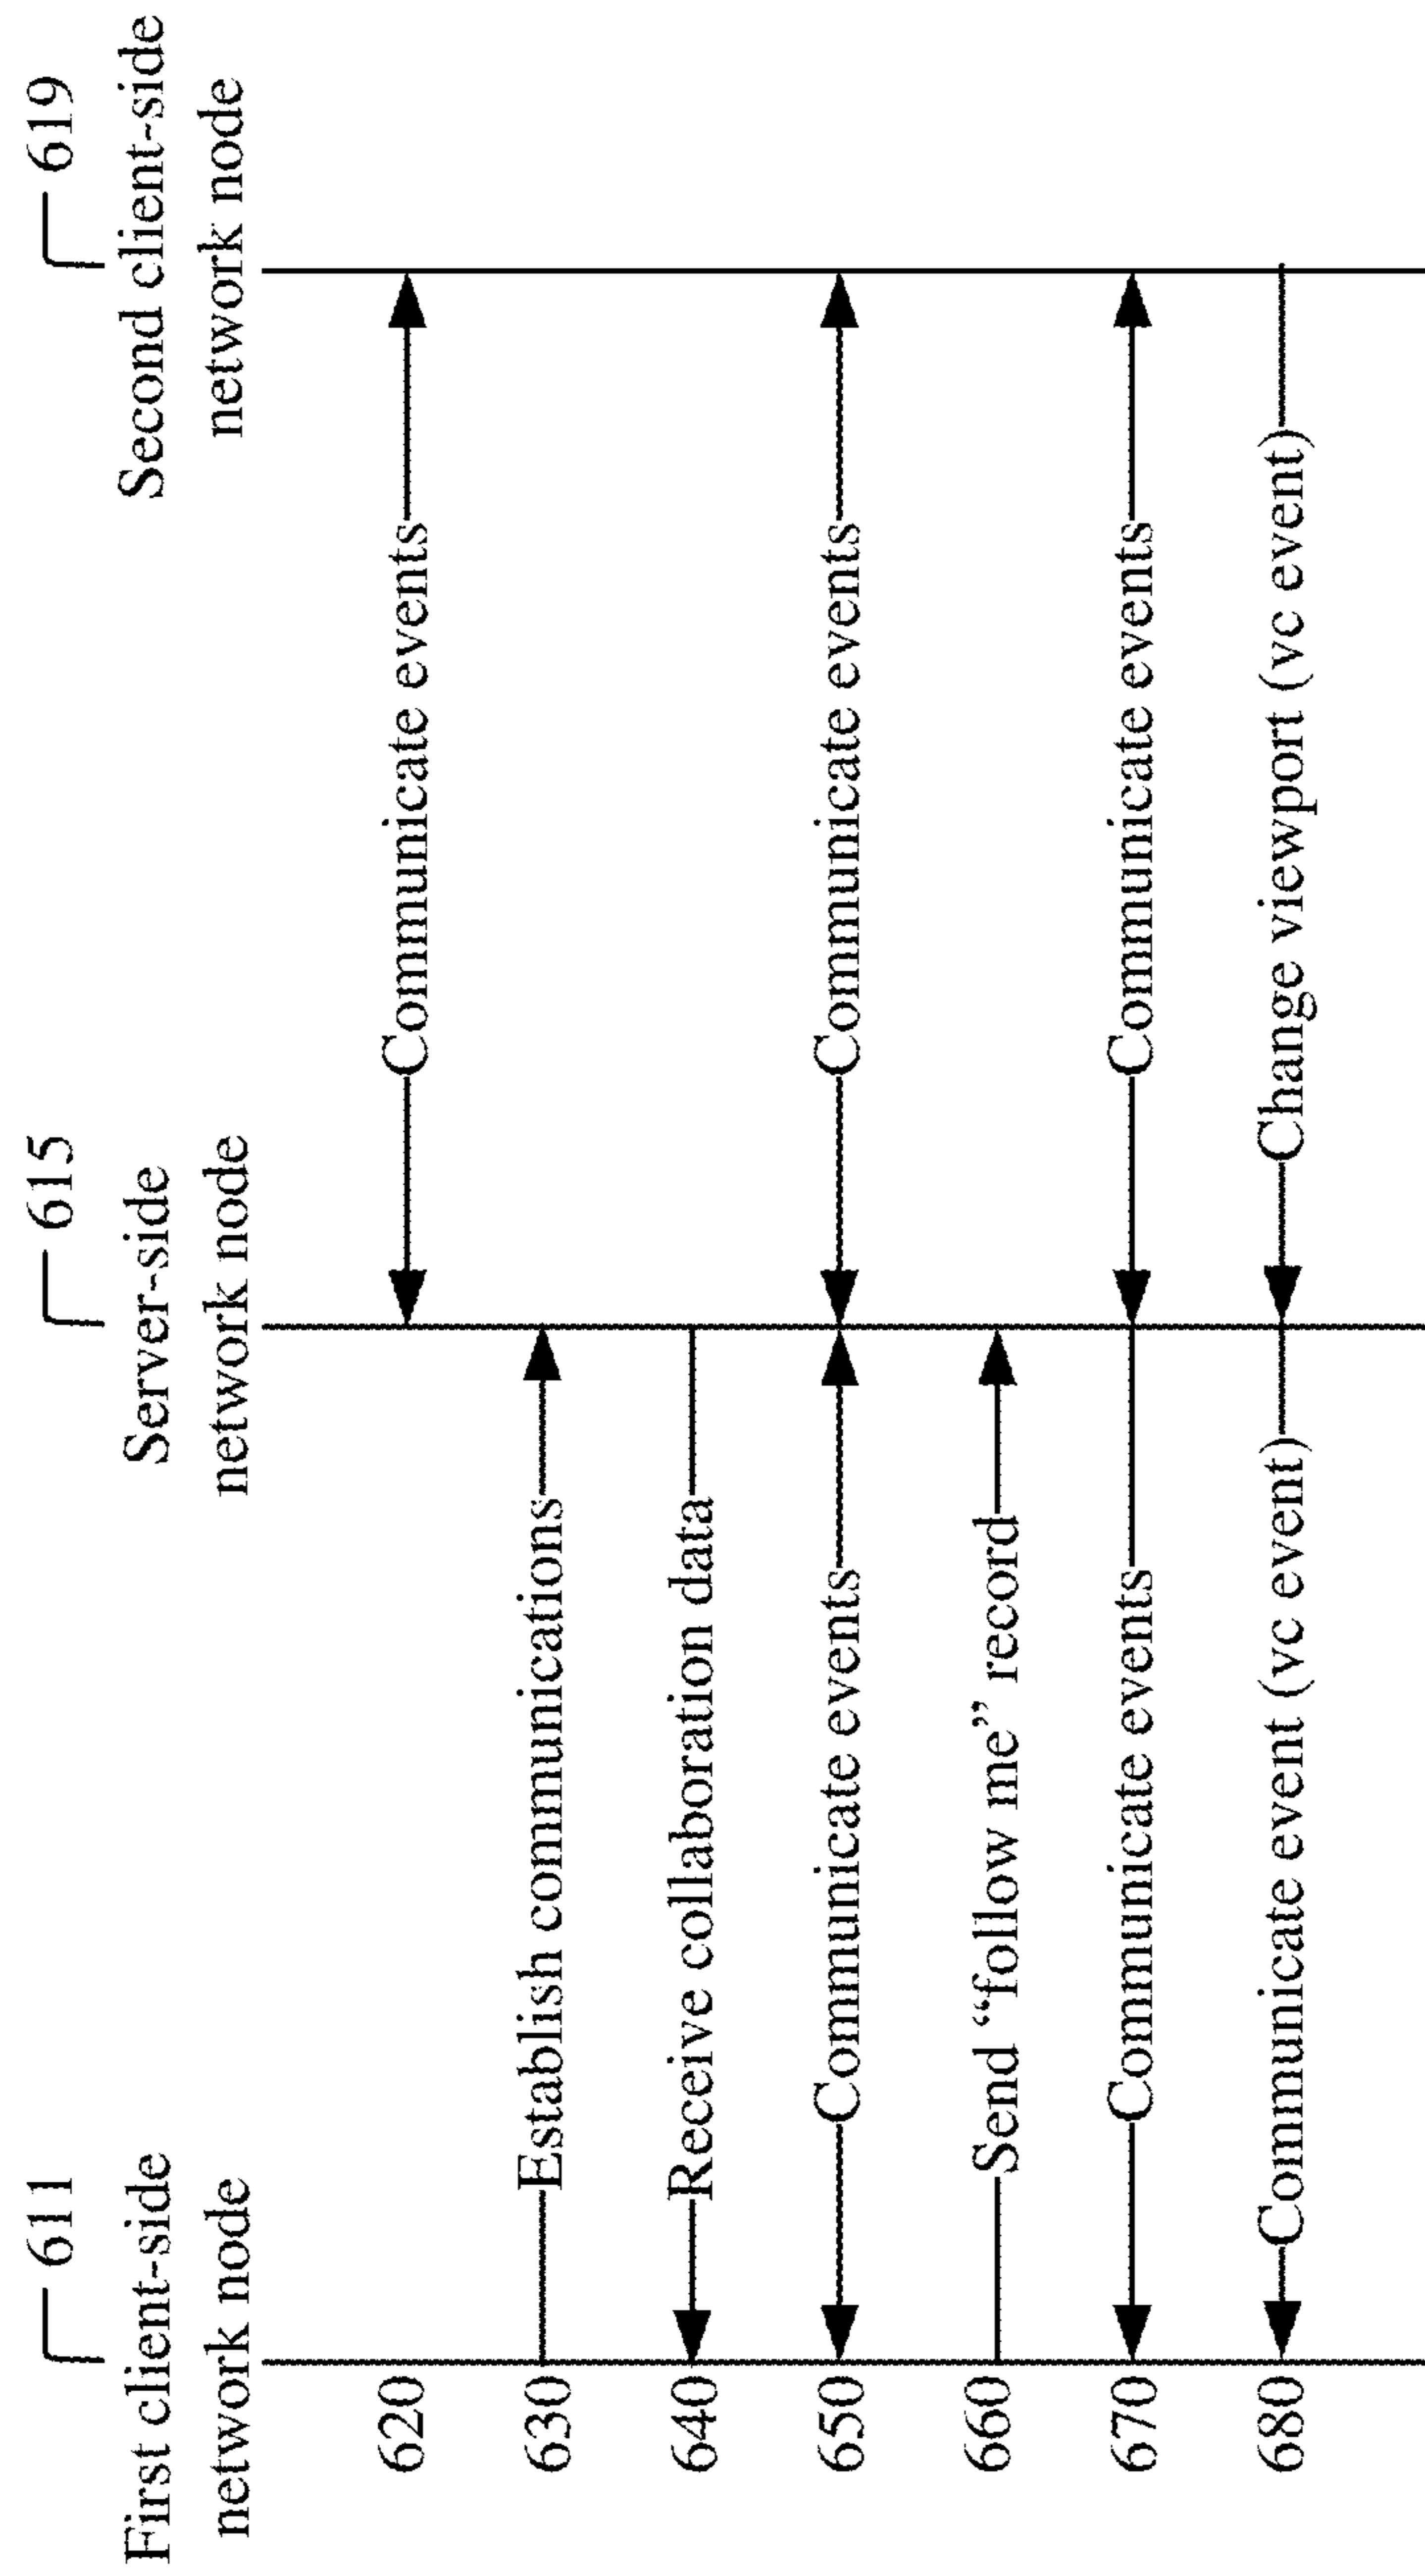 611
First client-side
network node
615
Server-side
network node
619
Second client-side
network node
620
Communicate events
630
Establish communications
640
Receive collaboration data
650
Communicate events
Communicate events
660
Send “follow me” record
670
Communicate events
Communicate events
680
Communicate event (vc event)
Change viewport (vc event)